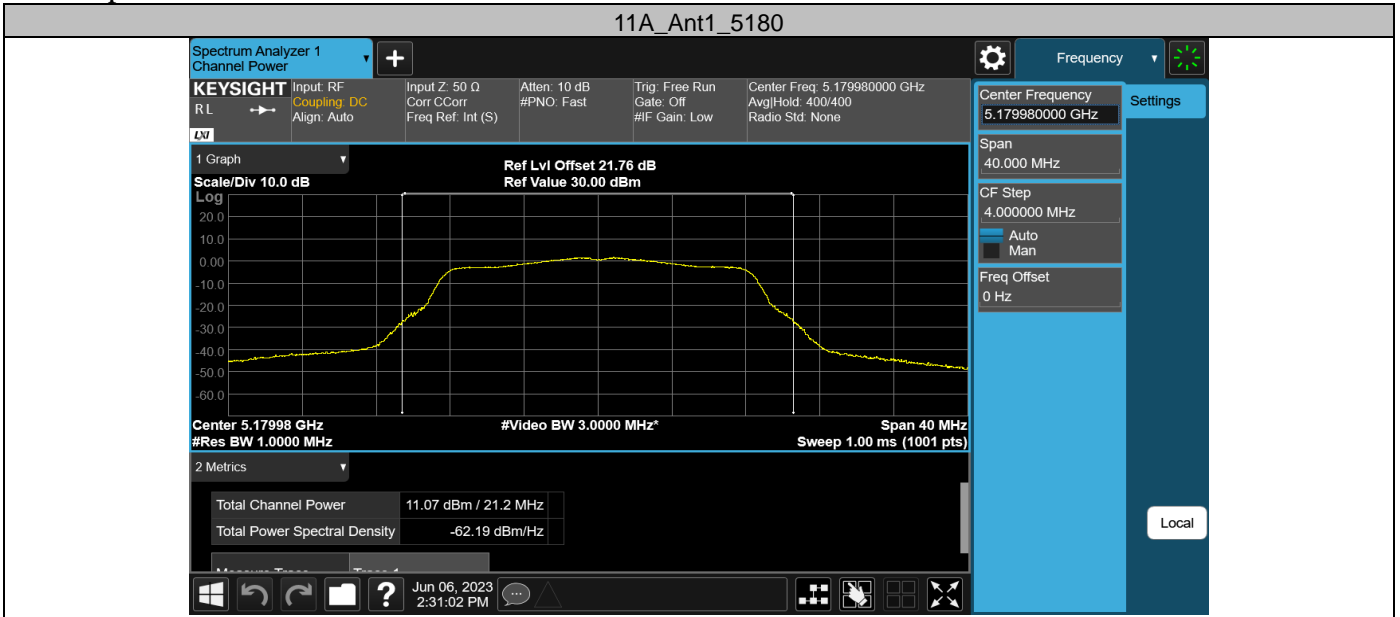 11A_Ant1_5180
Spectrum Analyzer 1
Channel Power
Frequency
KEYSIGHT
R L
LXI
Input: RF
Coupling: DC
Align: Auto
Input Z: 50 Ω
Corr CCorr
Freq Ref: Int (S)
Atten: 10 dB
#PNO: Fast
Trig: Free Run
Gate: Off
#IF Gain: Low
Center Freq: 5.179980000 GHz
Avg|Hold: 400/400
Radio Std: None
Center Frequency
5.179980000 GHz
Settings
Span
40.000 MHz
CF Step
4.000000 MHz
Auto
Man
Freq Offset
0 Hz
Local
1 Graph
Scale/Div 10.0 dB
Ref Lvl Offset 21.76 dB
Ref Value 30.00 dBm
Log
20.0
10.0
0.00
-10.0
-20.0
-30.0
-40.0
-50.0
-60.0
Center 5.17998 GHz
#Video BW 3.0000 MHz*
Span 40 MHz
#Res BW 1.0000 MHz
Sweep 1.00 ms (1001 pts)
2 Metrics
Total Channel Power 11.07 dBm / 21.2 MHz
Total Power Spectral Density -62.19 dBm/Hz
Jun 06, 2023
2:31:02 PM